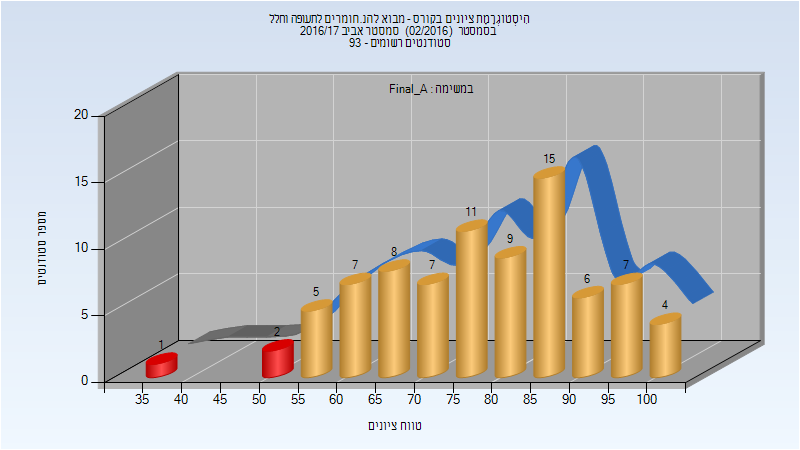 היסטוגרמת ציונים בקורס - מבוא להנ.חומרים לתעופה וחלל
בסמסטר (02/2016) סמסטר אביב 2016/17
סטודנטים רשומים - 93
במשימה : Final_A
מספר סטודנטים
20
15
10
5
0
1
2
5
7
8
7
11
9
15
6
7
4
35 40 45 50 55 60 65 70 75 80 85 90 95 100
טווח ציונים